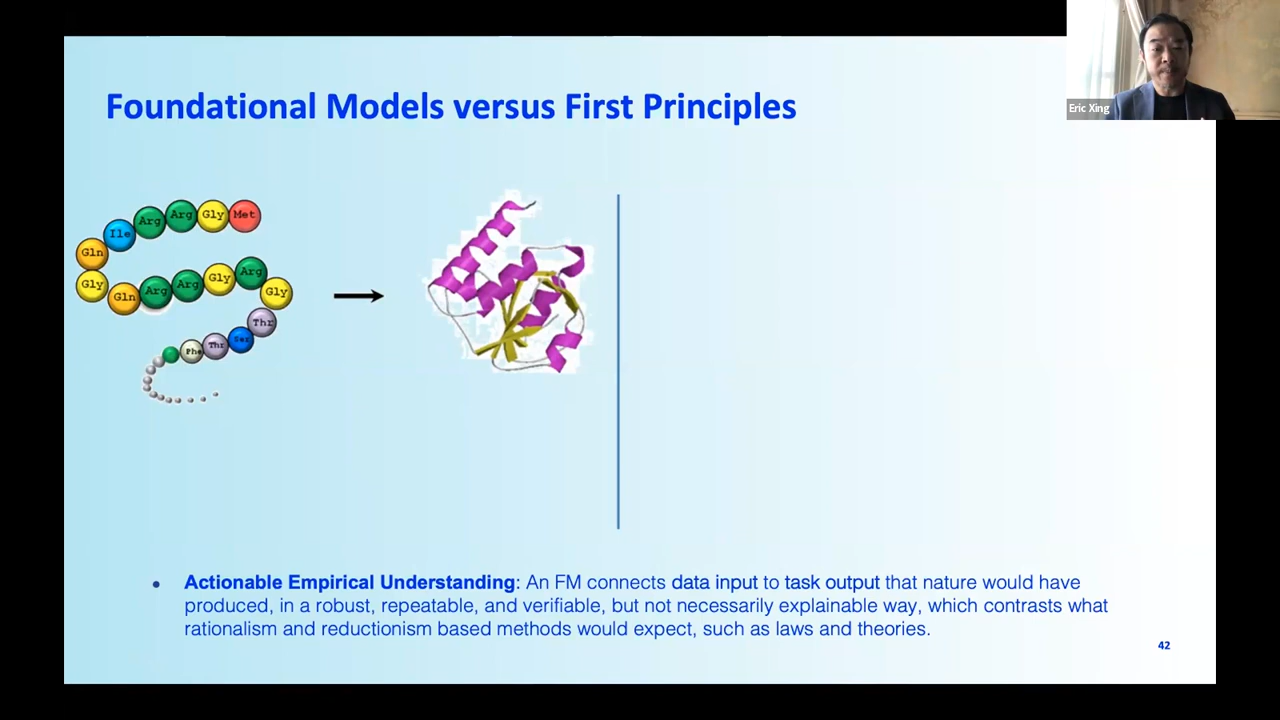 Eric Xing
Foundational Models versus First Principles
Ile Arg Arg Gly Met
Gln
Gly Gln Arg Arg Gly Arg Gly
Thr
Phe Thr Ser
• Actionable Empirical Understanding: An FM connects data input to task output that nature would have
produced, in a robust, repeatable, and verifiable, but not necessarily explainable way, which contrasts what
rationalism and reductionism based methods would expect, such as laws and theories.
42